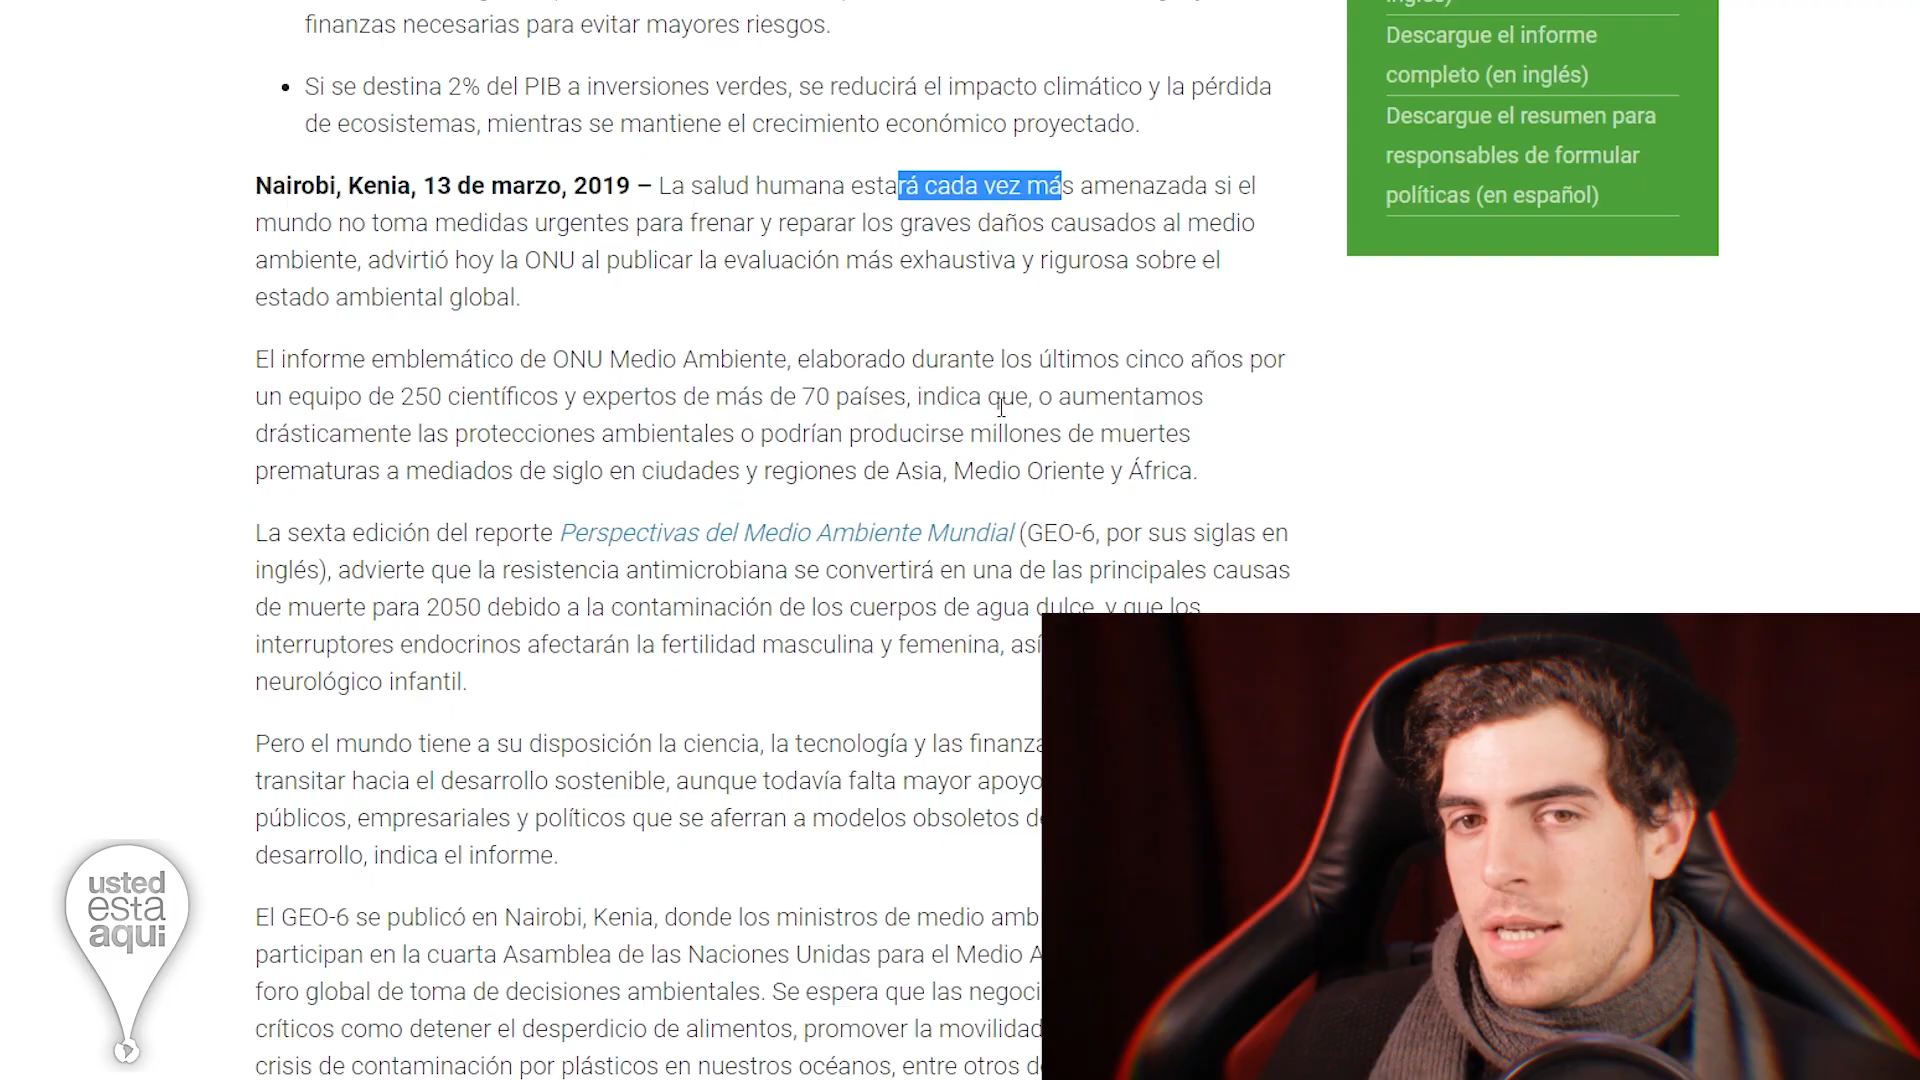 finanzas necesarias para evitar mayores riesgos.
• Si se destina 2% del PIB a inversiones verdes, se reducirá el impacto climático y la pérdida
de ecosistemas, mientras se mantiene el crecimiento económico proyectado.
Nairobi, Kenia, 13 de marzo, 2019 – La salud humana estará cada vez más amenazada si el
mundo no toma medidas urgentes para frenar y reparar los graves daños causados al medio
ambiente, advirtió hoy la ONU al publicar la evaluación más exhaustiva y rigurosa sobre el
estado ambiental global.
El informe emblemático de ONU Medio Ambiente, elaborado durante los últimos cinco años por
un equipo de 250 científicos y expertos de más de 70 países, indica que, o aumentamos
drásticamente las protecciones ambientales o podrían producirse millones de muertes
prematuras a mediados de siglo en ciudades y regiones de Asia, Medio Oriente y África.
La sexta edición del reporte Perspectivas del Medio Ambiente Mundial (GEO-6, por sus siglas en
inglés), advierte que la resistencia antimicrobiana se convertirá en una de las principales causas
de muerte para 2050 debido a la contaminación de los cuerpos de agua dulce, y que los
interruptores endocrinos afectarán la fertilidad masculina y femenina, así
neurológico infantil.
Pero el mundo tiene a su disposición la ciencia, la tecnología y las
transitar hacia el desarrollo sostenible, aunque todavía falta mayor apoyo
públicos, empresariales y políticos que se aferran a modelos obsoletos
desarrollo, indica el informe.
El GEO-6 se publicó en Nairobi, Kenia, donde los ministros de medio
participan en la cuarta Asamblea de las Naciones Unidas para el Medio
foro global de toma de decisiones ambientales. Se espera que las
críticos como detener el desperdicio de alimentos, promover la movilidad
crisis de contaminación por plásticos en nuestros océanos, entre otros
inglés)
Descargue el informe
completo (en inglés)
Descargue el resumen para
responsables de formular
políticas (en español)
usted
esta
aqui